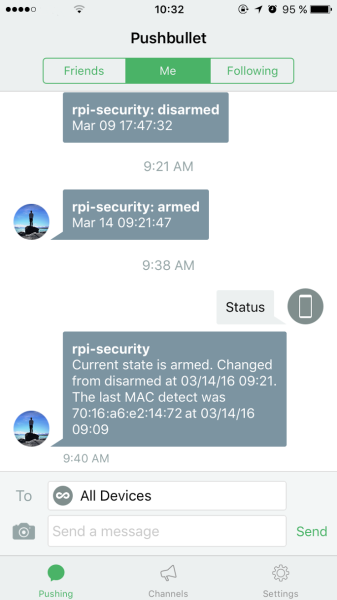 10:32
95 %
Pushbullet
Friends
Me
Following
rpi-security: disarmed
Mar 09 17:47:32
9:21 AM
rpi-security: armed
Mar 14 09:21:47
9:38 AM
Status
rpi-security
Current state is armed. Changed
from disarmed at 03/14/16 09:21.
The last MAC detect was
70:16:a6:e2:14:72 at 03/14/16
09:09
9:40 AM
To
All Devices
Send a message
Send
Pushing
Channels
Settings